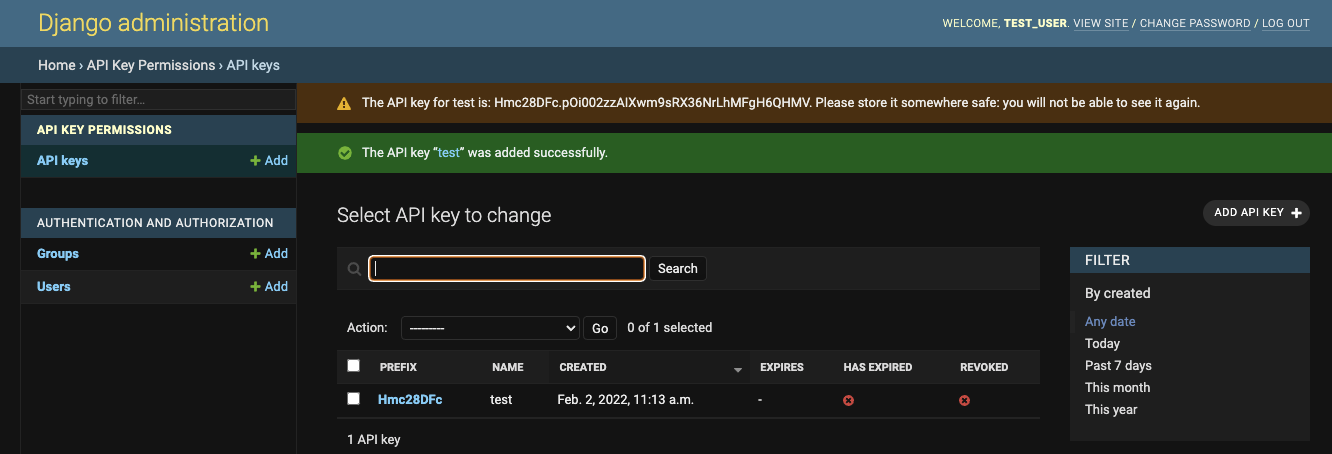 Django administration
WELCOME, TEST_USER. VIEW SITE / CHANGE PASSWORD / LOG OUT
Home › API Key Permissions › API keys
Start typing to filter...
API KEY PERMISSIONS
API keys + Add
AUTHENTICATION AND AUTHORIZATION
Groups + Add
Users + Add
The API key for test is: Hmc28DFc.pOi002zzAIXwm9sRX36NrLhMFgH6QHMV. Please store it somewhere safe: you will not be able to see it again.
The API key “test” was added successfully.
Select API key to change
ADD API KEY +
Search
Action: --------- Go 0 of 1 selected
PREFIX NAME CREATED EXPIRES HAS EXPIRED REVOKED
Hmc28DFc test Feb. 2, 2022, 11:13 a.m. -
1 API key
FILTER
By created
Any date
Today
Past 7 days
This month
This year